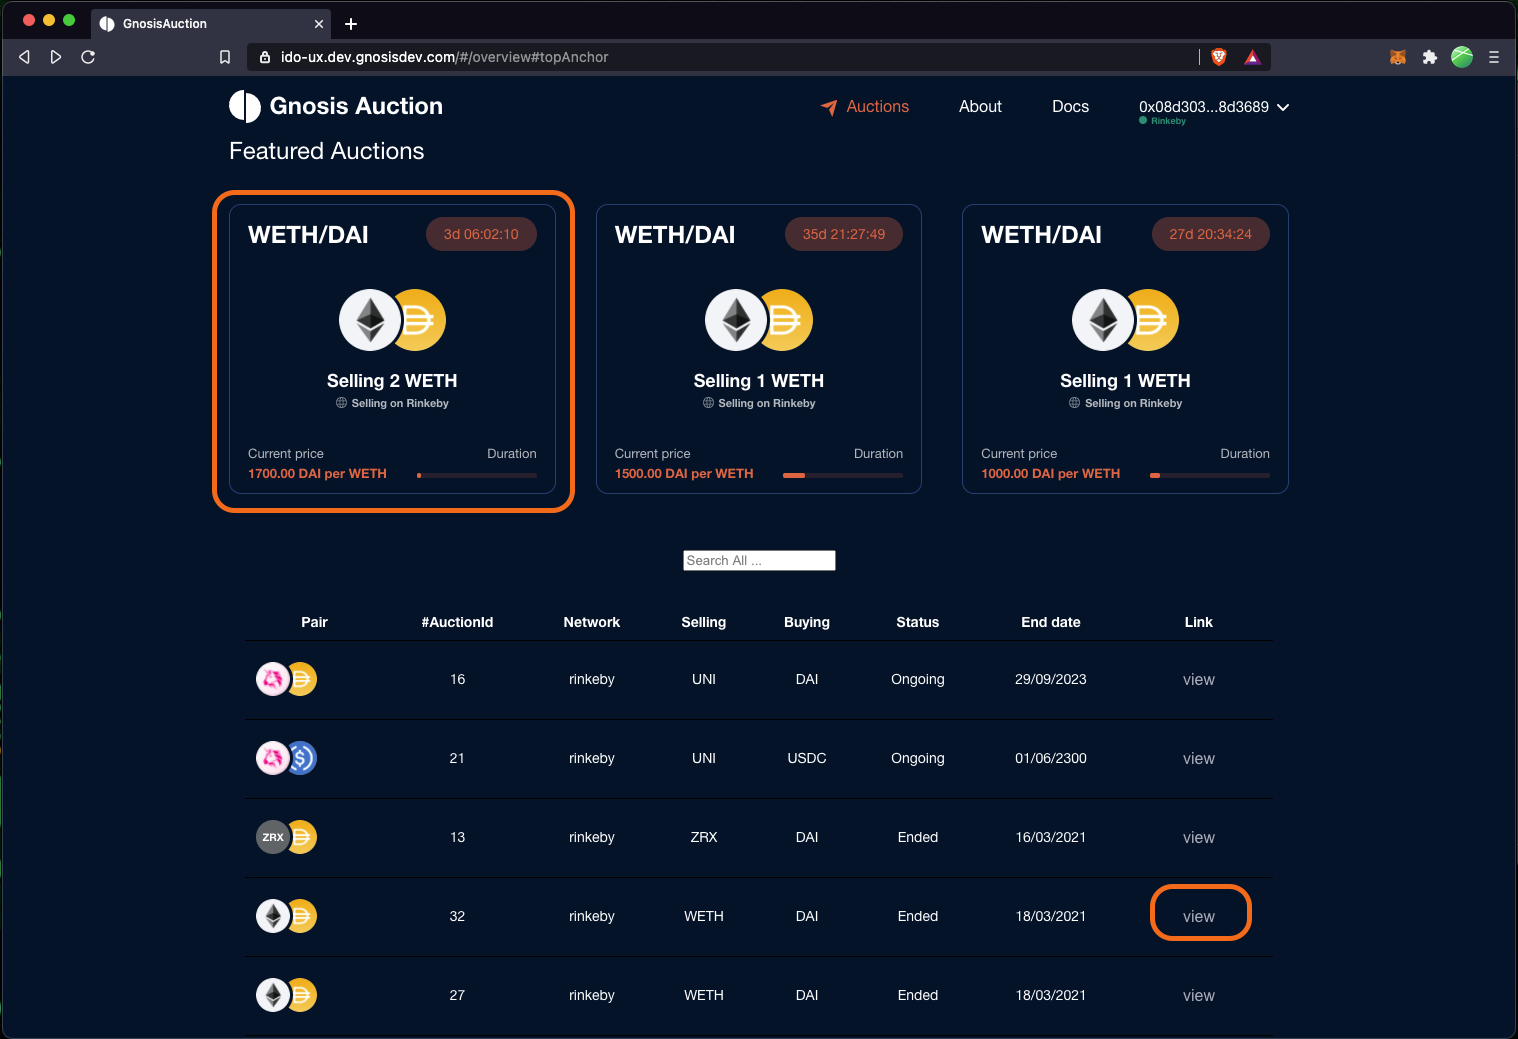 GnosisAuction
ido-ux.dev.gnosisdev.com/#/overview#topAnchor
Gnosis Auction
Auctions
About
Docs
0x08d303...8d3689
Rinkeby
Featured Auctions
WETH/DAI
3d 06:02:10
Selling 2 WETH
Selling on Rinkeby
Current price
Duration
1700.00 DAI per WETH
WETH/DAI
35d 21:27:49
Selling 1 WETH
Selling on Rinkeby
Current price
Duration
1500.00 DAI per WETH
WETH/DAI
27d 20:34:24
Selling 1 WETH
Selling on Rinkeby
Current price
Duration
1000.00 DAI per WETH
Search All ...
Pair #AuctionId Network Selling Buying Status End date Link
16 rinkeby UNI DAI Ongoing 29/09/2023 view
21 rinkeby UNI USDC Ongoing 01/06/2300 view
ZRX 13 rinkeby ZRX DAI Ended 16/03/2021 view
32 rinkeby WETH DAI Ended 18/03/2021 view
27 rinkeby WETH DAI Ended 18/03/2021 view